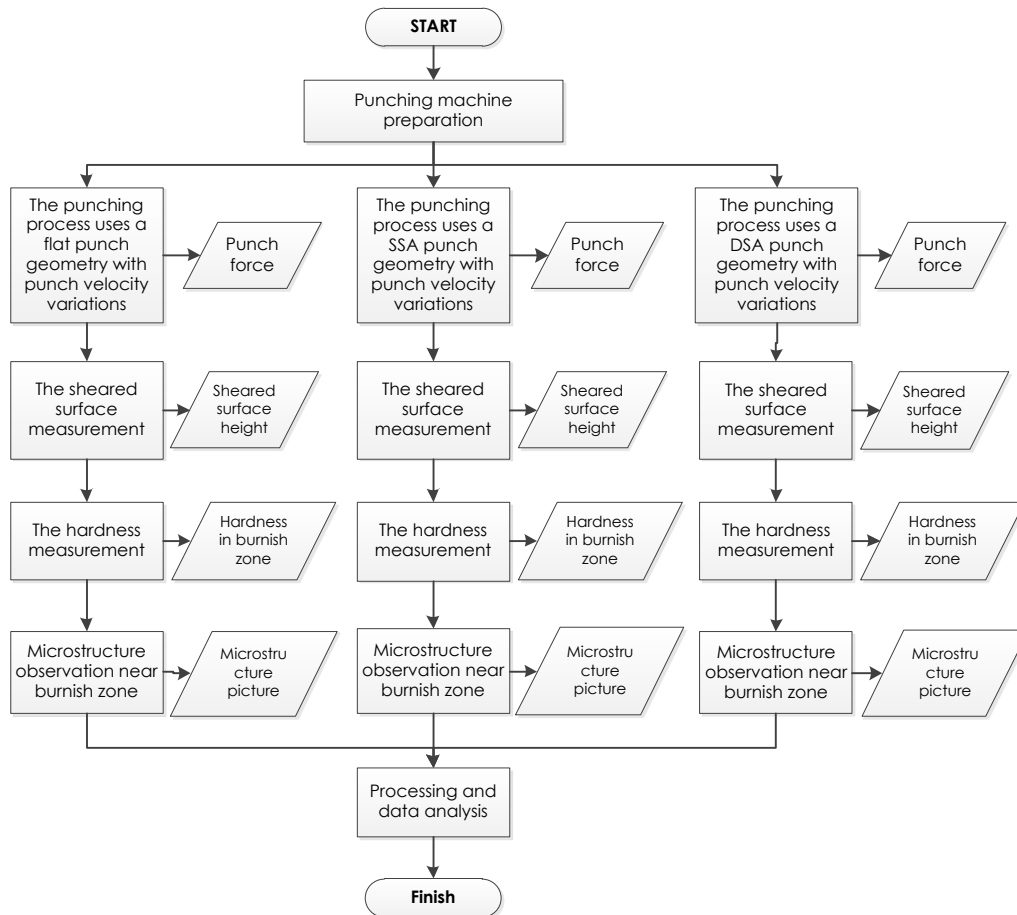 START
Punching machine
preparation
The punching
process uses a
flat punch
geometry with
punch velocity
variations
Punch
force
The punching
process uses a
SSA punch
geometry with
punch velocity
variations
Punch
force
The punching
process uses a
DSA punch
geometry with
punch velocity
variations
Punch
force
The sheared
surface
measurement
Sheared
surface
height
The sheared
surface
measurement
Sheared
surface
height
The sheared
surface
measurement
Sheared
surface
height
The hardness
measurement
Hardness
in burnish
zone
The hardness
measurement
Hardness
in burnish
zone
The hardness
measurement
Hardness
in burnish
zone
Microstructure
observation near
burnish zone
Microstru
cture
picture
Microstructure
observation near
burnish zone
Microstru
cture
picture
Microstructure
observation near
burnish zone
Microstru
cture
picture
Processing and
data analysis
Finish